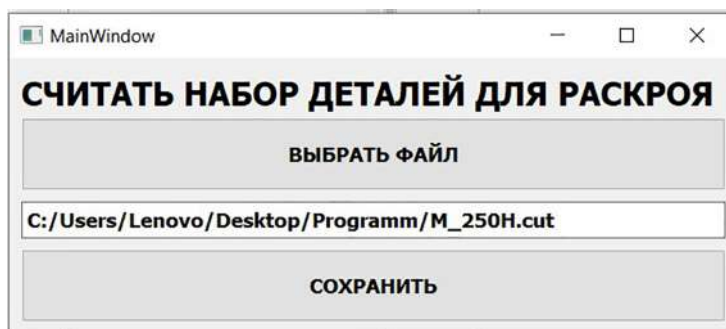 MainWindow
СЧИТАТЬ НАБОР ДЕТАЛЕЙ ДЛЯ РАСКРОЯ
ВЫБРАТЬ ФАЙЛ
C:/Users/Lenovo/Desktop/Programm/M_250H.cut
СОХРАНИТЬ